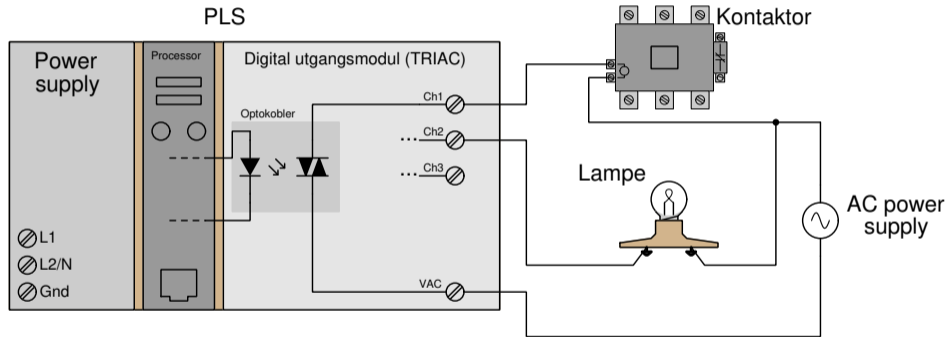 PLS
Kontaktor
Power
supply
Processor
Digital utgangsmodul (TRIAC)
Optokobler
Ch1
...Ch2
...Ch3
VAC
L1
L2/N
Gnd
Lampe
AC power
supply